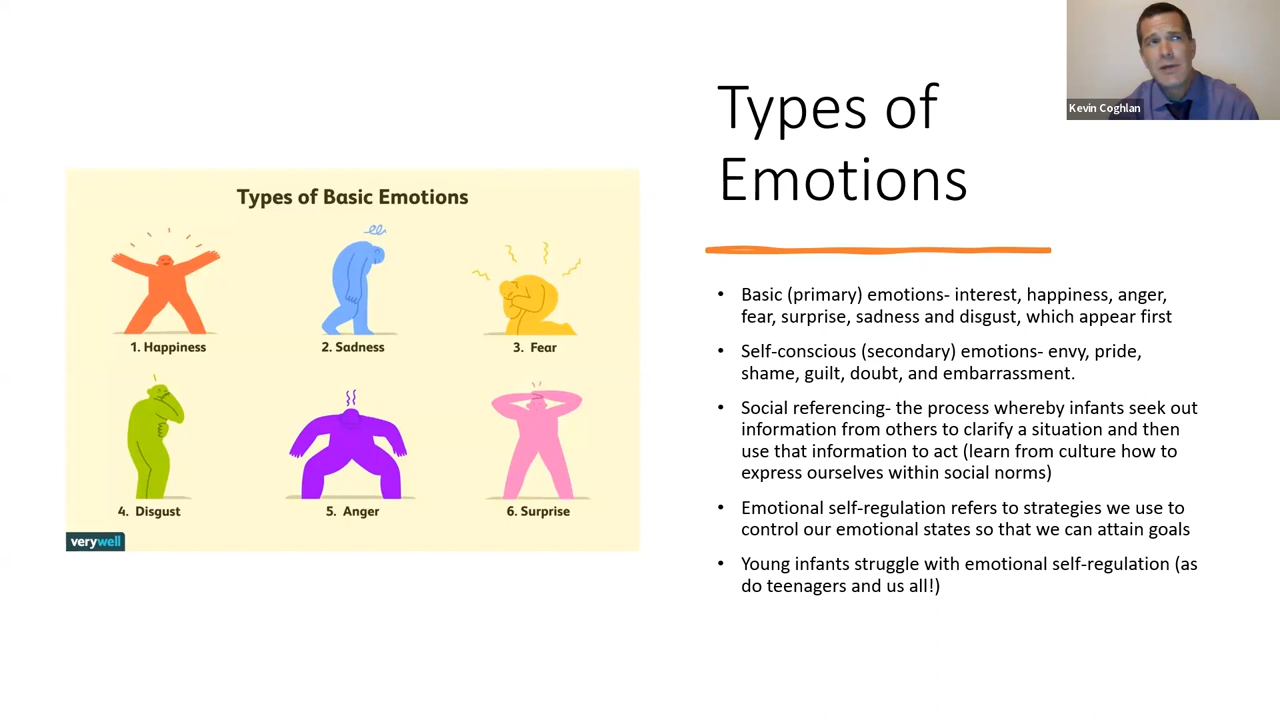 Types of
Emotions
Kevin Coghlan
Types of Basic Emotions
1. Happiness
2. Sadness
3. Fear
4. Disgust
5. Anger
6. Surprise
verywell
• Basic (primary) emotions- interest, happiness, anger,
fear, surprise, sadness and disgust, which appear first
• Self-conscious (secondary) emotions- envy, pride,
shame, guilt, doubt, and embarrassment.
• Social referencing- the process whereby infants seek out
information from others to clarify a situation and then
use that information to act (learn from culture how to
express ourselves within social norms)
• Emotional self-regulation refers to strategies we use to
control our emotional states so that we can attain goals
• Young infants struggle with emotional self-regulation (as
do teenagers and us all!)